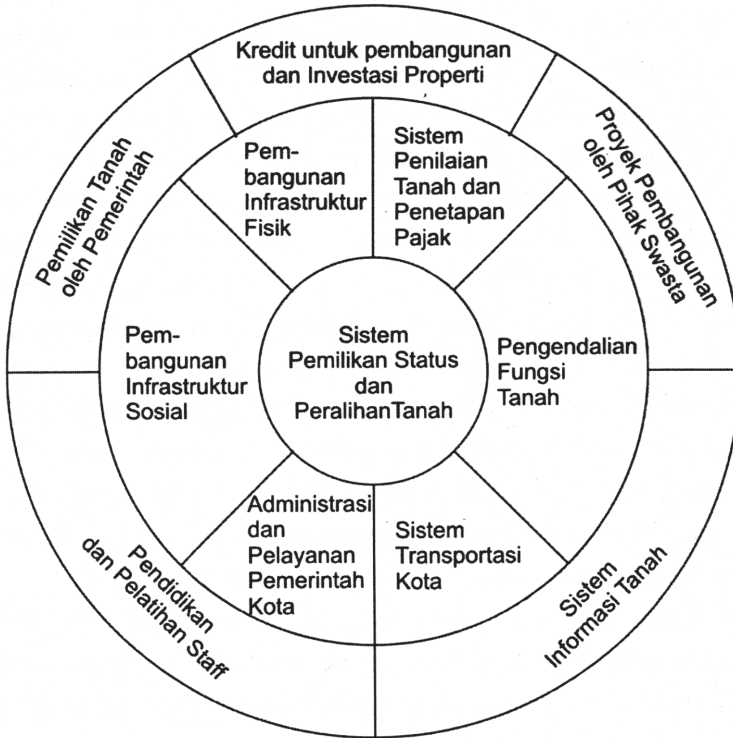 Kredit untuk pembangunan
dan Investasi Properti
Proyek Pembangunan
oleh Pihak Swasta
Sistem
Informasi Tanah
Pendidikan
dan Pelatihan Staff
Pemilikan Tanah
oleh Pemerintah
Pem-
bangunan
Infrastruktur
Fisik
Sistem
Penilaian
Tanah dan
Penetapan
Pajak
Pengendalian
Fungsi
Tanah
Sistem
Transportasi
Kota
Administrasi
dan
Pelayanan
Pemerintah
Kota
Pem-
bangunan
Infrastruktur
Sosial
Sistem
Pemilikan Status
dan
PeralihanTanah